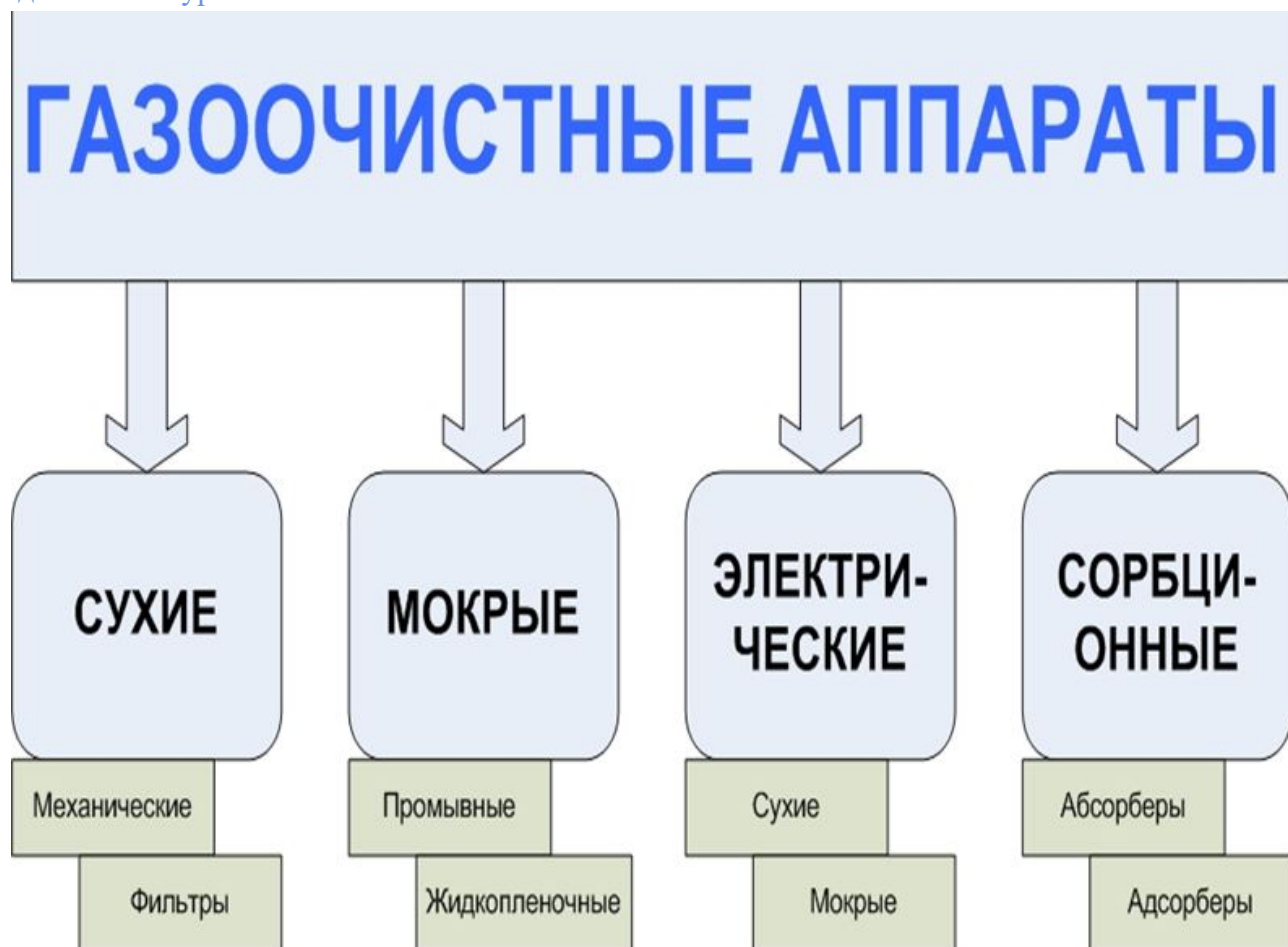 ГАЗООЧИСТНЫЕ АППАРАТЫ
СУХИЕ
МОКРЫЕ
ЭЛЕКТРИ-
ЧЕСКИЕ
СОРБЦИ-
ОННЫЕ
Механические
Промывные
Сухие
Абсорберы
Фильтры
Жидкопленочные
Мокрые
Адсорберы